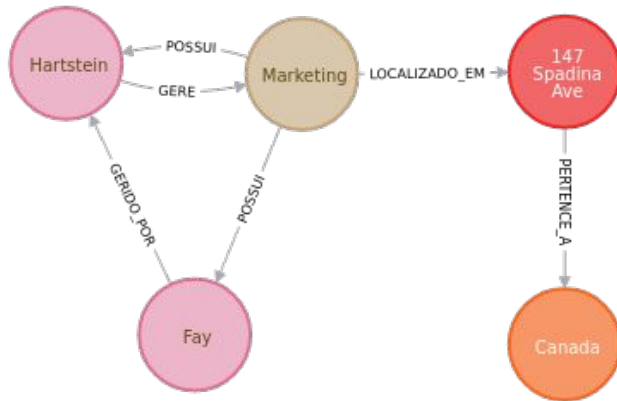 POSSUI
Hartstein
Marketing
GERE
LOCALIZADO_EM
147
Spadina
Ave
GERIDO_POR
POSSUI
PERTENCE_A
Fay
Canada